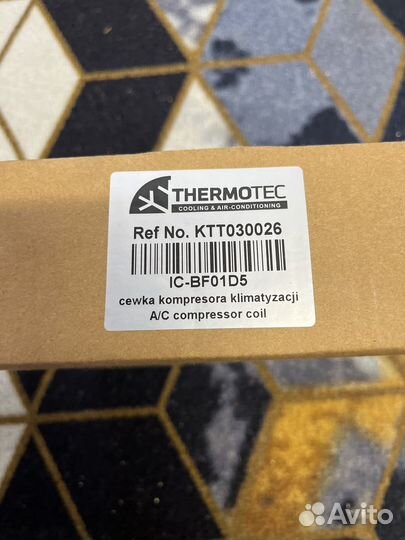 THERMOTEC
COOLING & AIR-CONDITIONING
Ref No. KTT030026
IC-BF01D5
cewka kompresora klimatyzacji
A/C compressor coil
Avito